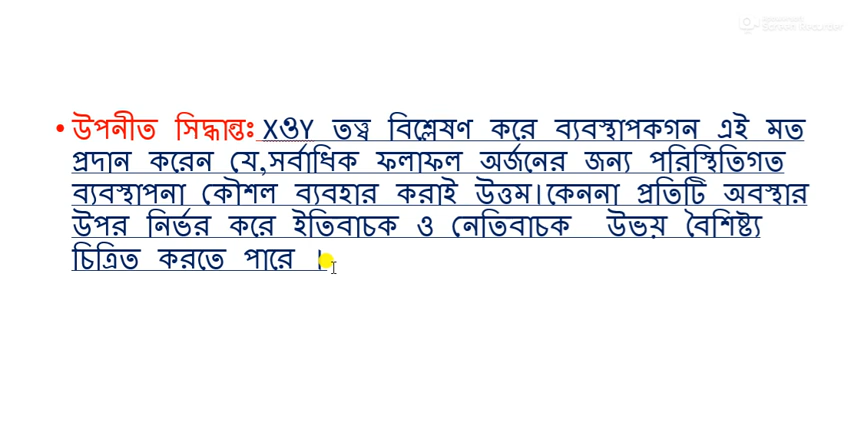 • উপনীত সিদ্ধান্তঃ XওY তত্ত্ব বিশ্লেষণ করে ব্যবস্থাপকগন এই মত
প্রদান করেন যে,সর্বাধিক ফলাফল অর্জনের জন্য পরিস্থিতিগত
ব্যবস্থাপনা কৌশল ব্যবহার করাই উত্তম।কেননা প্রতিটি অবস্থার
উপর নির্ভর করে ইতিবাচক ও নেতিবাচক উভয় বৈশিষ্ট্য
চিত্রিত করতে পারে ।